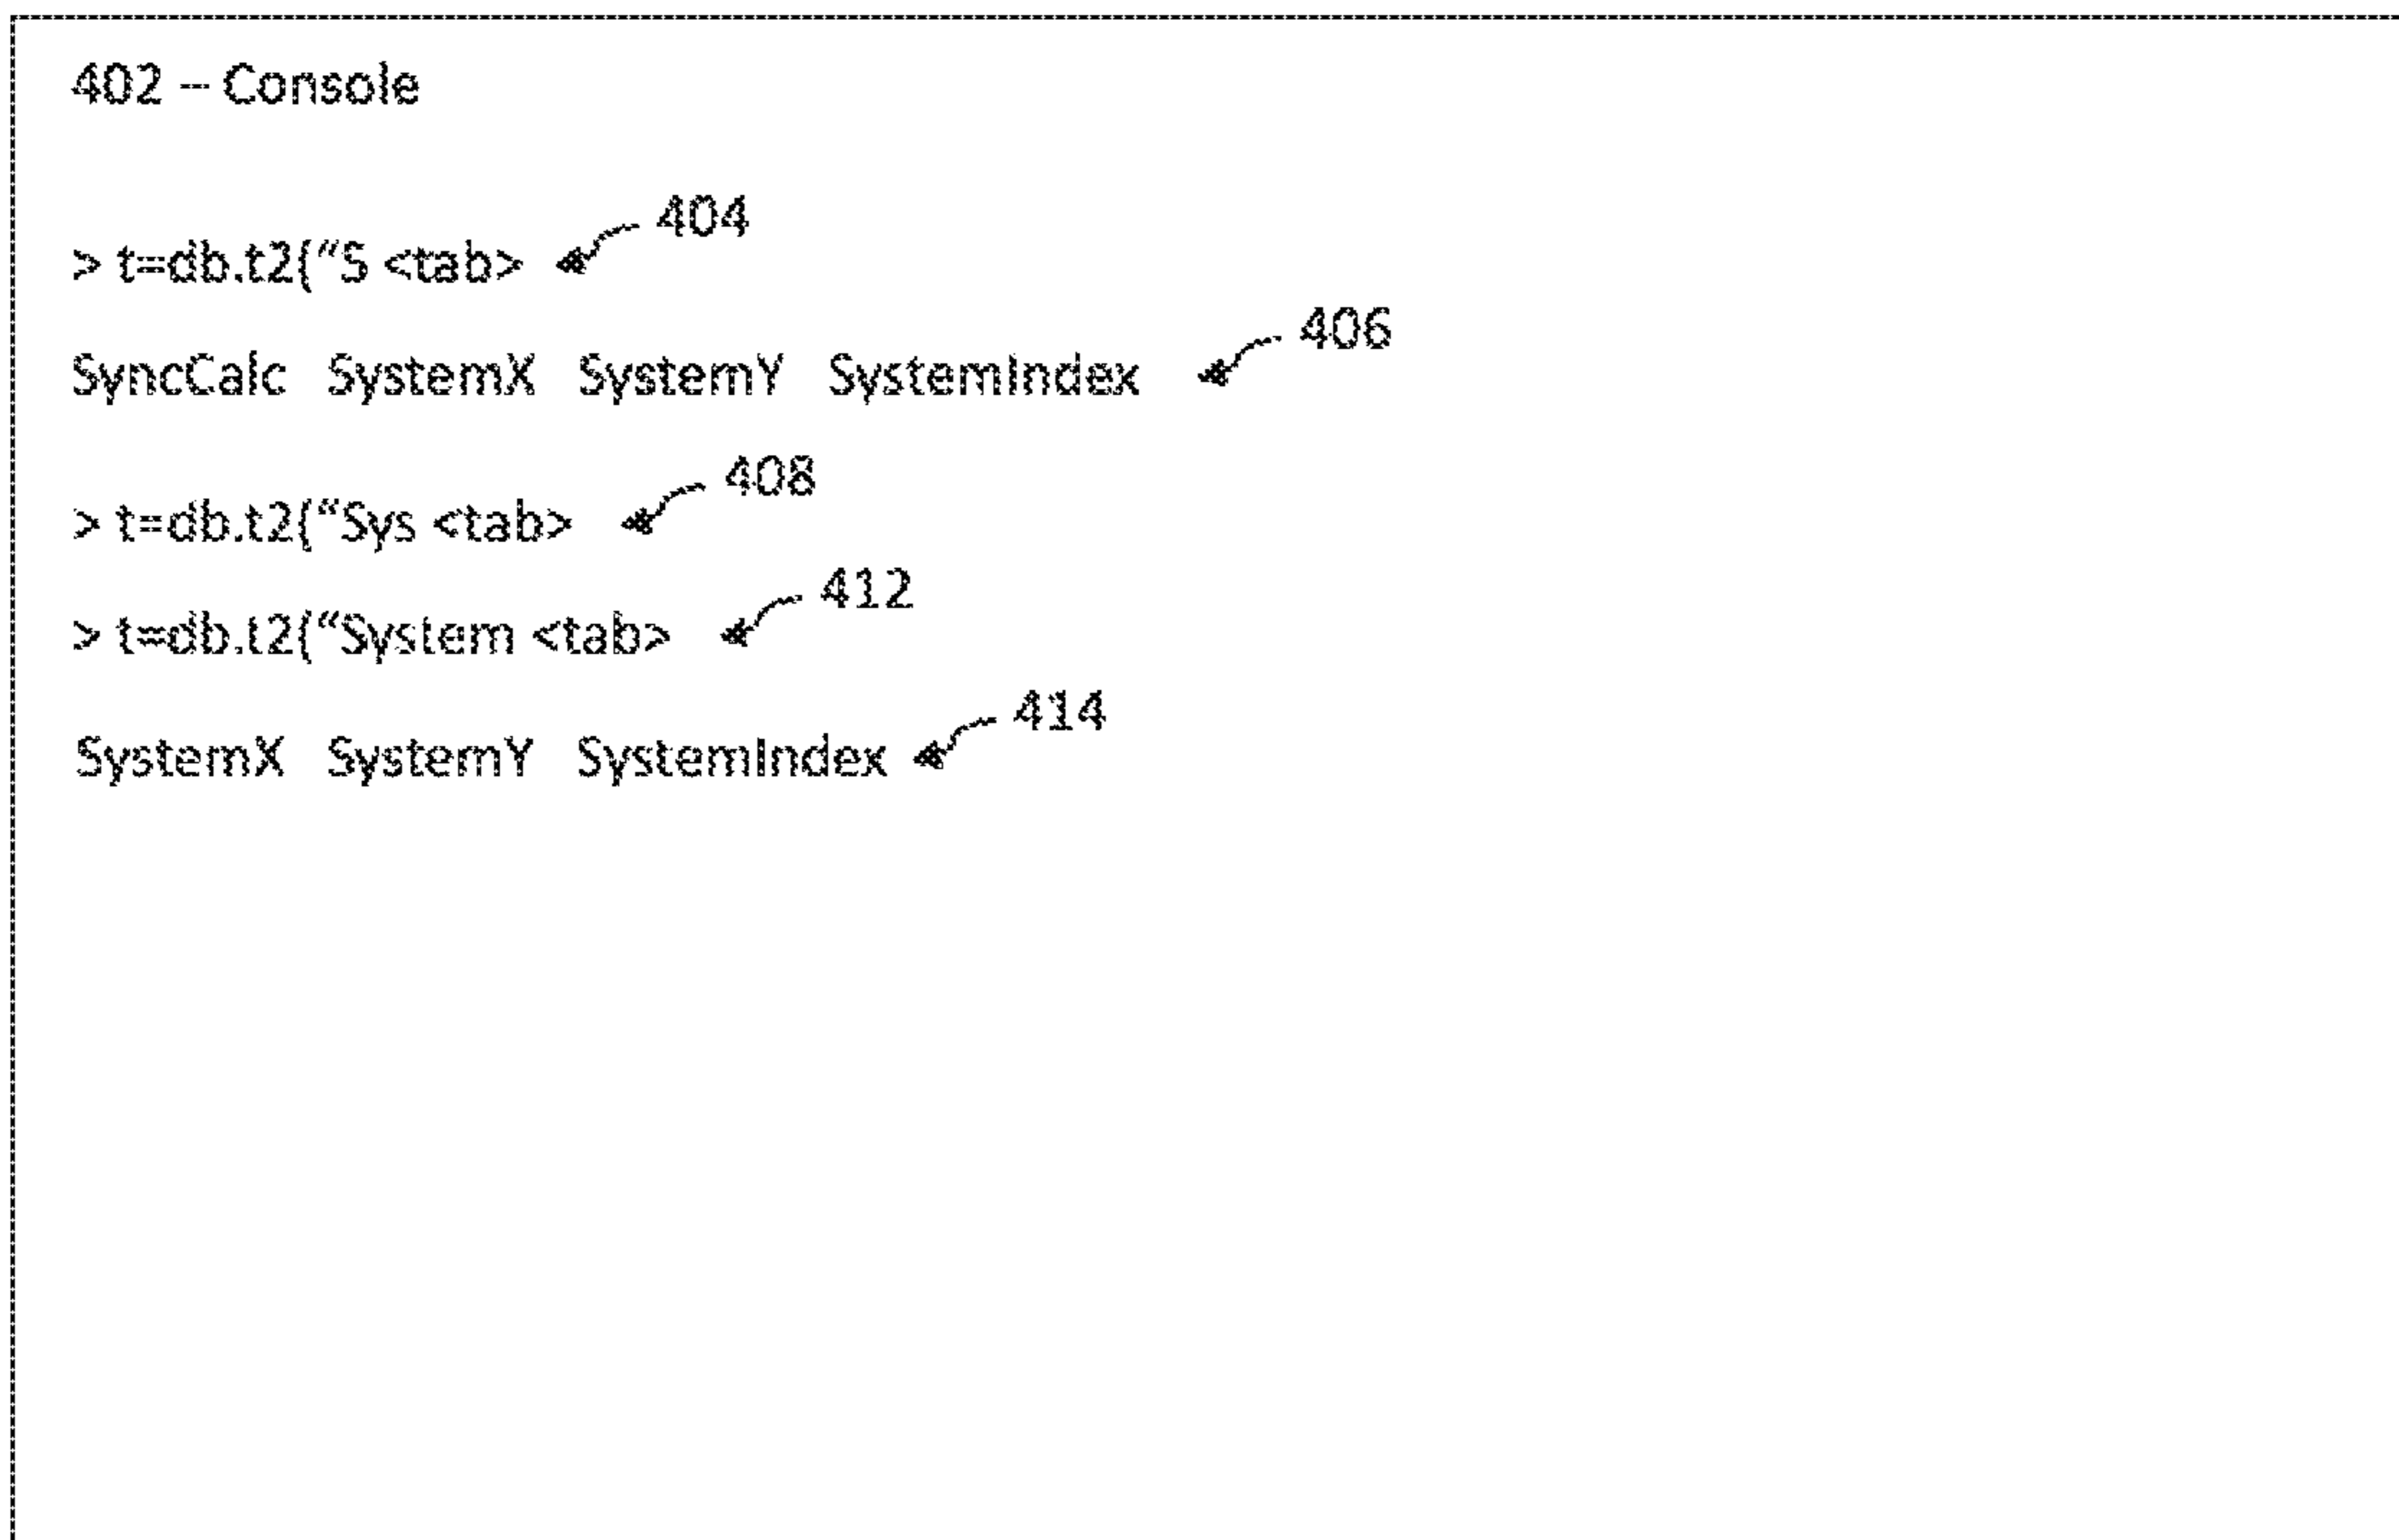 402 – Console
404
> t=db.t2(“S <tab>
406
SyncCalc SystemX SystemY SystemIndex
408
> t=db.t2(“Sys <tab>
412
> t=db.t2(“System <tab>
414
SystemX SystemY SystemIndex